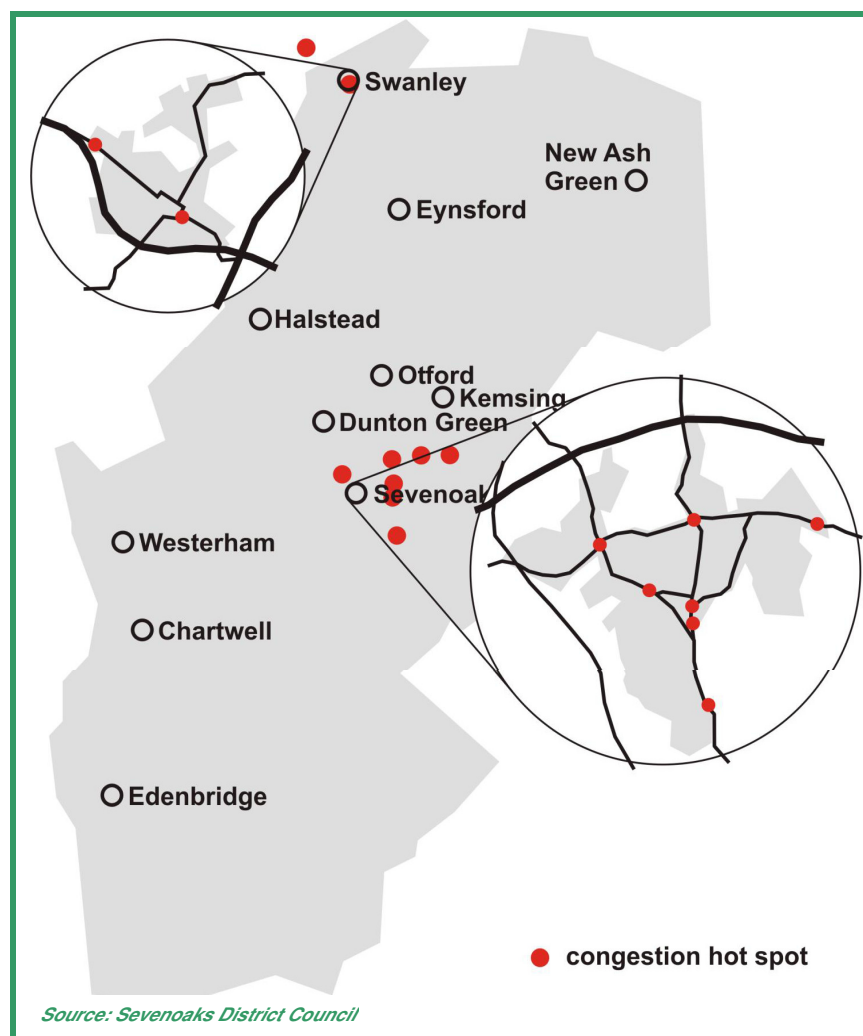 Swanley
New Ash
Green
Eynsford
Halstead
Otford
Kemsing
Dunton Green
Sevenoak
Westerham
Chartwell
Edenbridge
congestion hot spot
Source: Sevenoaks District Council